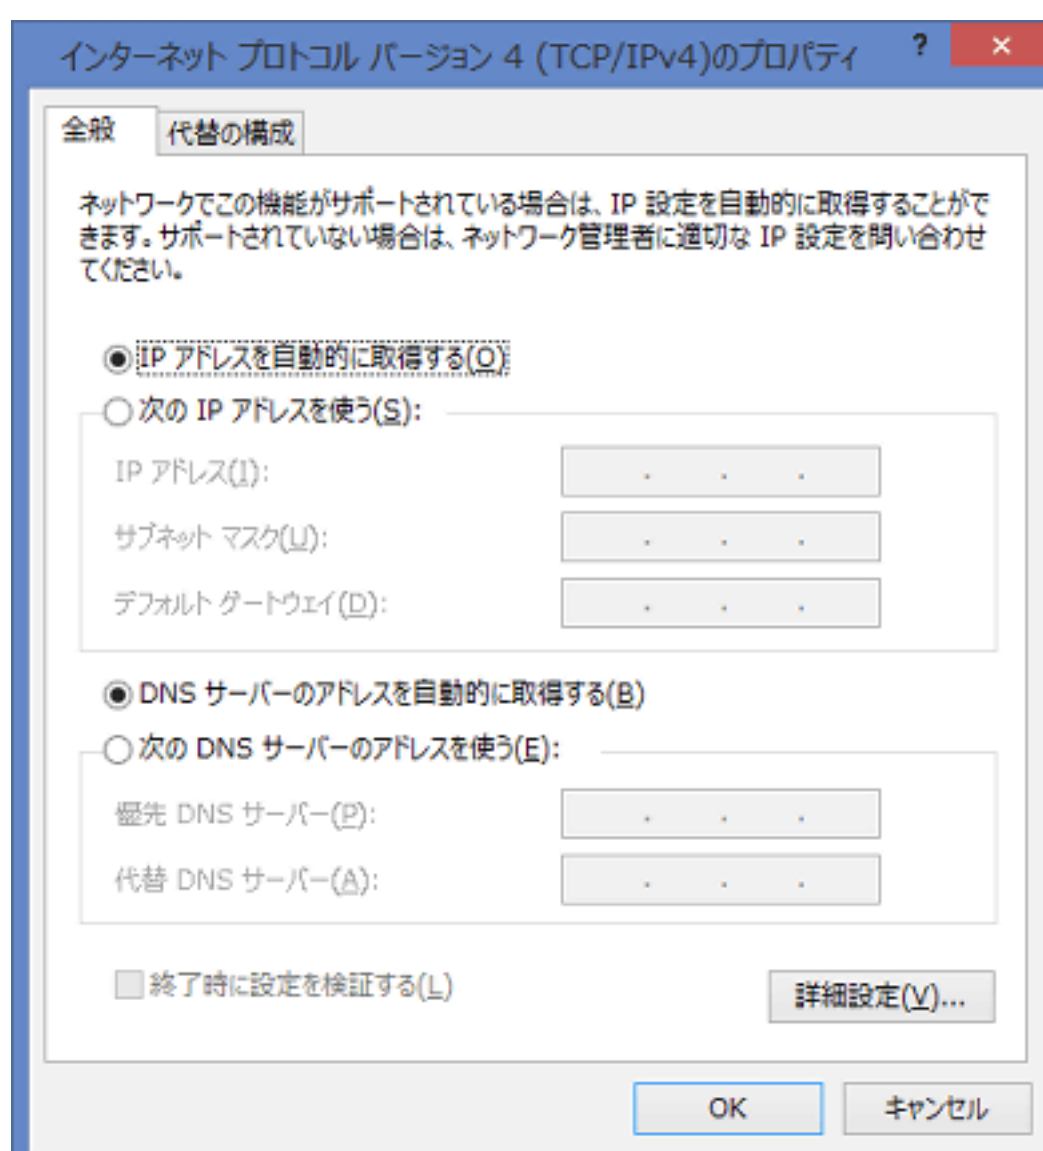 インターネット プロトコル バージョン 4 (TCP/IPv4)のプロパティ ? ×
全般 代替の構成
ネットワークでこの機能がサポートされている場合は、IP 設定を自動的に取得することがで
きます。サポートされていない場合は、ネットワーク管理者に適切な IP 設定を問い合わせ
てください。
IP アドレスを自動的に取得する(O)
次の IP アドレスを使う(S):
IP アドレス(I): . . .
サブネット マスク(U): . . .
デフォルト ゲートウェイ(D): . . .
DNS サーバーのアドレスを自動的に取得する(B)
次の DNS サーバーのアドレスを使う(E):
優先 DNS サーバー(P): . . .
代替 DNS サーバー(A): . . .
終了時に設定を検証する(L)
詳細設定(V)...
OK キャンセル